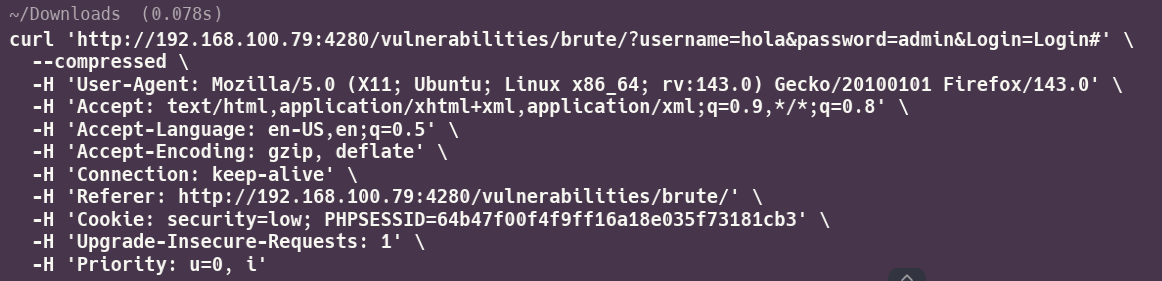 ~/Downloads (0.078s)
curl 'http://192.168.100.79:4280/vulnerabilities/brute/?username=hola&password=admin&Login=Login#' \
--compressed \
-H 'User-Agent: Mozilla/5.0 (X11; Ubuntu; Linux x86_64; rv:143.0) Gecko/20100101 Firefox/143.0' \
-H 'Accept: text/html,application/xhtml+xml,application/xml;q=0.9,*/*;q=0.8' \
-H 'Accept-Language: en-US,en;q=0.5' \
-H 'Accept-Encoding: gzip, deflate' \
-H 'Connection: keep-alive' \
-H 'Referer: http://192.168.100.79:4280/vulnerabilities/brute/' \
-H 'Cookie: security=low; PHPSESSID=64b47f00f4f9ff16a18e035f73181cb3' \
-H 'Upgrade-Insecure-Requests: 1' \
-H 'Priority: u=0, i'